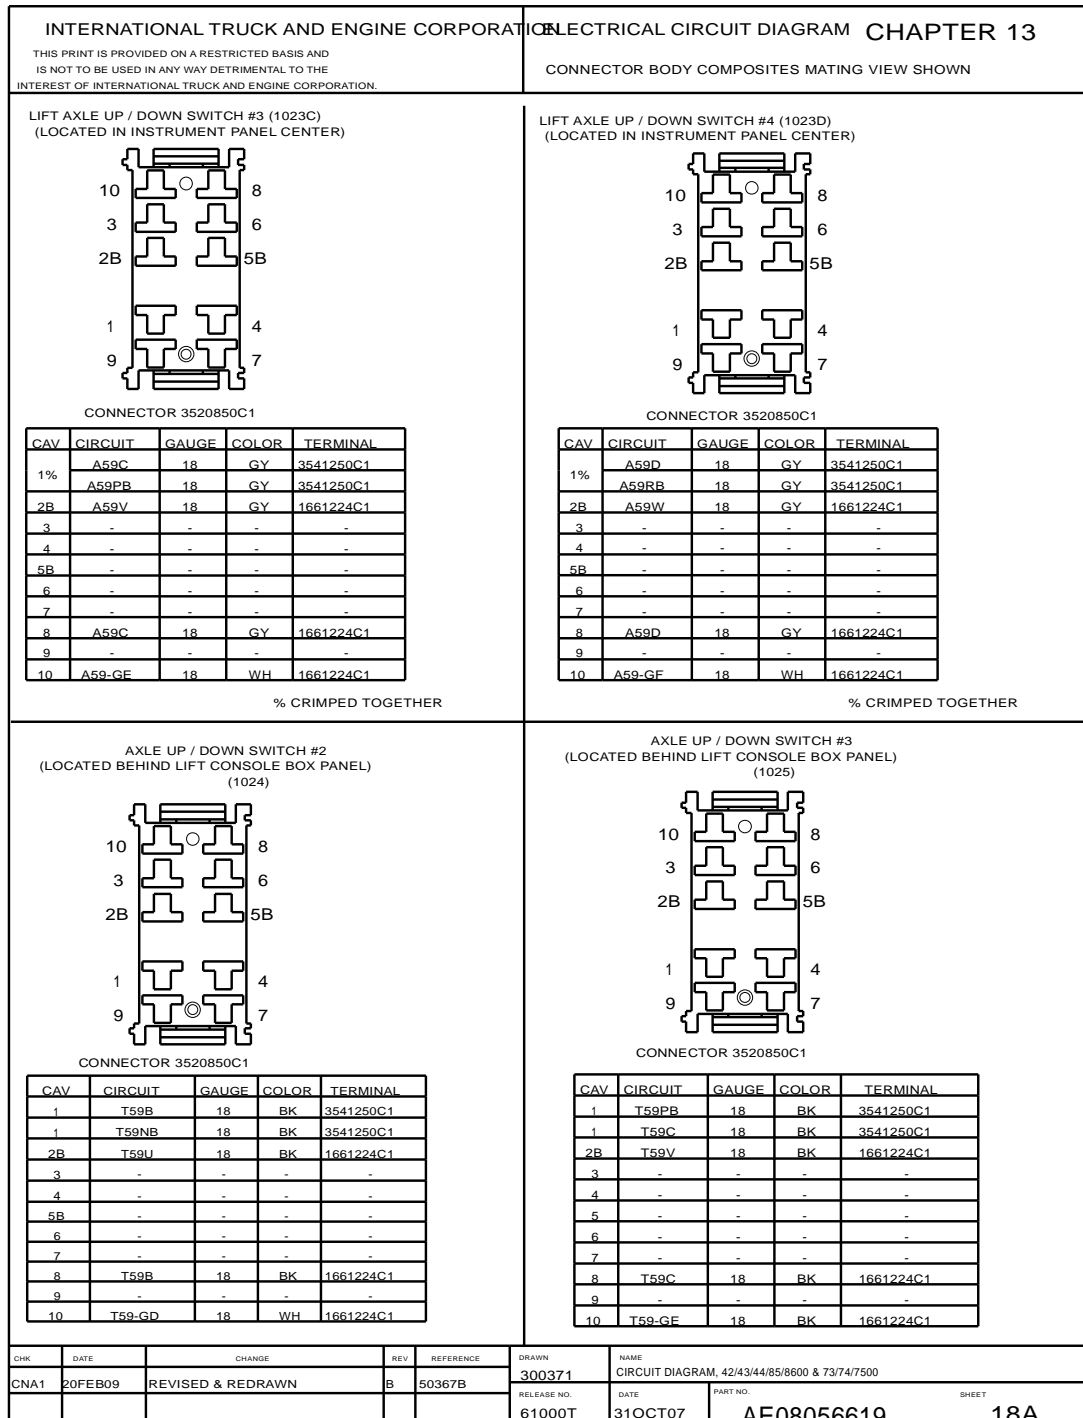 INTERNATIONAL TRUCK AND ENGINE CORPORATION
THIS PRINT IS PROVIDED ON A RESTRICTED BASIS AND
IS NOT TO BE USED IN ANY WAY DETRIMENTAL TO THE
INTEREST OF INTERNATIONAL TRUCK AND ENGINE CORPORATION.
ELECTRICAL CIRCUIT DIAGRAM CHAPTER 13
CONNECTOR BODY COMPOSITES MATING VIEW SHOWN
LIFT AXLE UP / DOWN SWITCH #3 (1023C)
(LOCATED IN INSTRUMENT PANEL CENTER)
10 8
3 6
2B 5B
1 4
9 7
CONNECTOR 3520850C1
CAV CIRCUIT GAUGE COLOR TERMINAL
1% A59C 18 GY 3541250C1
A59PB 18 GY 3541250C1
2B A59V 18 GY 1661224C1
3 - - - -
4 - - - -
5B - - - -
6 - - - -
7 - - - -
8 A59C 18 GY 1661224C1
9 - - - -
10 A59-GE 18 WH 1661224C1
% CRIMPED TOGETHER
LIFT AXLE UP / DOWN SWITCH #4 (1023D)
(LOCATED IN INSTRUMENT PANEL CENTER)
10 8
3 6
2B 5B
1 4
9 7
CONNECTOR 3520850C1
CAV CIRCUIT GAUGE COLOR TERMINAL
1% A59D 18 GY 3541250C1
A59RB 18 GY 3541250C1
2B A59W 18 GY 1661224C1
3 - - - -
4 - - - -
5B - - - -
6 - - - -
7 - - - -
8 A59D 18 GY 1661224C1
9 - - - -
10 A59-GF 18 WH 1661224C1
% CRIMPED TOGETHER
AXLE UP / DOWN SWITCH #2
(LOCATED BEHIND LIFT CONSOLE BOX PANEL)
(1024)
10 8
3 6
2B 5B
1 4
9 7
CONNECTOR 3520850C1
CAV CIRCUIT GAUGE COLOR TERMINAL
1 T59B 18 BK 3541250C1
1 T59NB 18 BK 3541250C1
2B T59U 18 BK 1661224C1
3 - - - -
4 - - - -
5B - - - -
6 - - - -
7 - - - -
8 T59B 18 BK 1661224C1
9 - - - -
10 T59-GD 18 WH 1661224C1
AXLE UP / DOWN SWITCH #3
(LOCATED BEHIND LIFT CONSOLE BOX PANEL)
(1025)
10 8
3 6
2B 5B
1 4
9 7
CONNECTOR 3520850C1
CAV CIRCUIT GAUGE COLOR TERMINAL
1 T59PB 18 BK 3541250C1
1 T59C 18 BK 3541250C1
2B T59V 18 BK 1661224C1
3 - - - -
4 - - - -
5 - - - -
6 - - - -
7 - - - -
8 T59C 18 BK 1661224C1
9 - - - -
10 T59-GE 18 BK 1661224C1
CHK DATE CHANGE REV REFERENCE
CNA1 20FEB09 REVISED & REDRAWN B 50367B
DRAWN
300371
NAME
CIRCUIT DIAGRAM, 42/43/44/85/8600 & 73/74/7500
RELEASE NO.
61000T
DATE
31OCT07
PART NO.
AE08056619
SHEET
18A